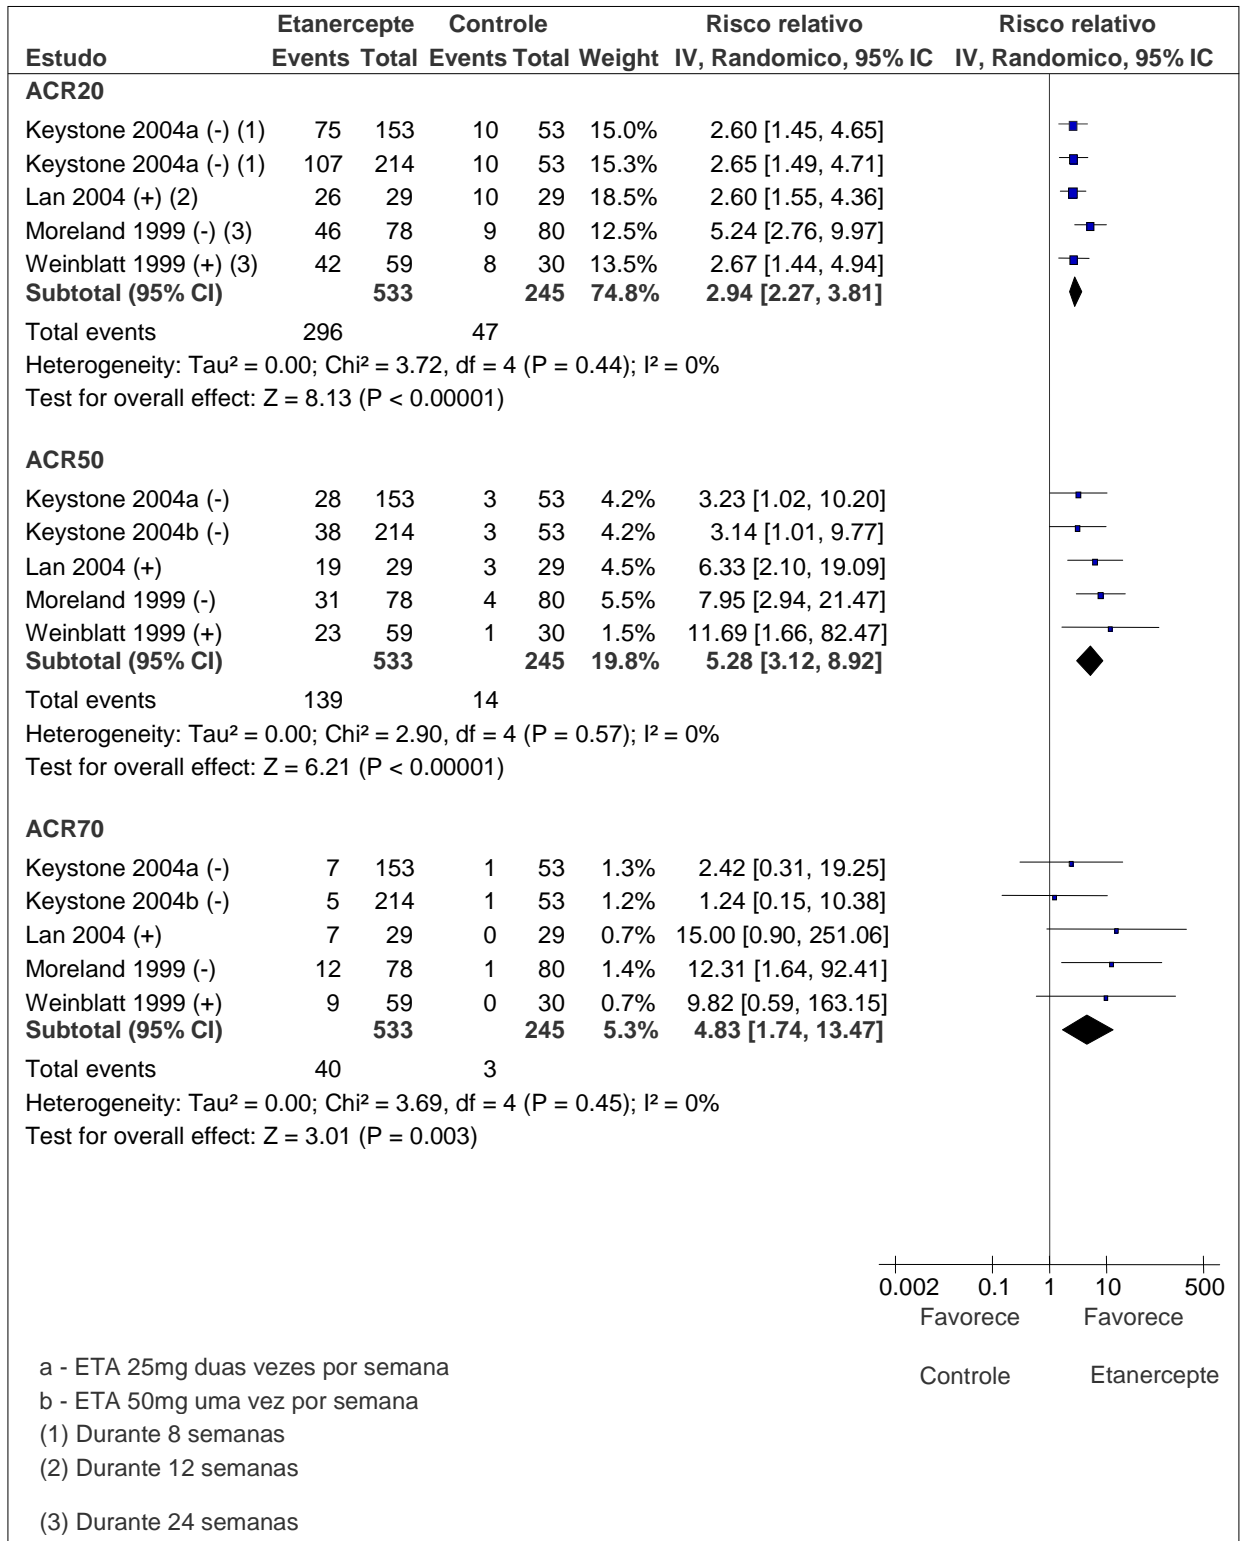 Etanercepte Controle Risco relativo Risco relativo
Estudo Events Total Events Total Weight IV, Randomico, 95% IC IV, Randomico, 95% IC
ACR20
Keystone 2004a (-) (1) 75 153 10 53 15.0% 2.60 [1.45, 4.65]
Keystone 2004a (-) (1) 107 214 10 53 15.3% 2.65 [1.49, 4.71]
Lan 2004 (+) (2) 26 29 10 29 18.5% 2.60 [1.55, 4.36]
Moreland 1999 (-) (3) 46 78 9 80 12.5% 5.24 [2.76, 9.97]
Weinblatt 1999 (+) (3) 42 59 8 30 13.5% 2.67 [1.44, 4.94]
Subtotal (95% CI) 533 245 74.8% 2.94 [2.27, 3.81]
Total events 296 47
Heterogeneity: Tau² = 0.00; Chi² = 3.72, df = 4 (P = 0.44); I² = 0%
Test for overall effect: Z = 8.13 (P < 0.00001)
ACR50
Keystone 2004a (-) 28 153 3 53 4.2% 3.23 [1.02, 10.20]
Keystone 2004b (-) 38 214 3 53 4.2% 3.14 [1.01, 9.77]
Lan 2004 (+) 19 29 3 29 4.5% 6.33 [2.10, 19.09]
Moreland 1999 (-) 31 78 4 80 5.5% 7.95 [2.94, 21.47]
Weinblatt 1999 (+) 23 59 1 30 1.5% 11.69 [1.66, 82.47]
Subtotal (95% CI) 533 245 19.8% 5.28 [3.12, 8.92]
Total events 139 14
Heterogeneity: Tau² = 0.00; Chi² = 2.90, df = 4 (P = 0.57); I² = 0%
Test for overall effect: Z = 6.21 (P < 0.00001)
ACR70
Keystone 2004a (-) 7 153 1 53 1.3% 2.42 [0.31, 19.25]
Keystone 2004b (-) 5 214 1 53 1.2% 1.24 [0.15, 10.38]
Lan 2004 (+) 7 29 0 29 0.7% 15.00 [0.90, 251.06]
Moreland 1999 (-) 12 78 1 80 1.4% 12.31 [1.64, 92.41]
Weinblatt 1999 (+) 9 59 0 30 0.7% 9.82 [0.59, 163.15]
Subtotal (95% CI) 533 245 5.3% 4.83 [1.74, 13.47]
Total events 40 3
Heterogeneity: Tau² = 0.00; Chi² = 3.69, df = 4 (P = 0.45); I² = 0%
Test for overall effect: Z = 3.01 (P = 0.003)
0.002 0.1 1 10 500
Favorece Favorece
Controle Etanercepte
a - ETA 25mg duas vezes por semana
b - ETA 50mg uma vez por semana
(1) Durante 8 semanas
(2) Durante 12 semanas
(3) Durante 24 semanas